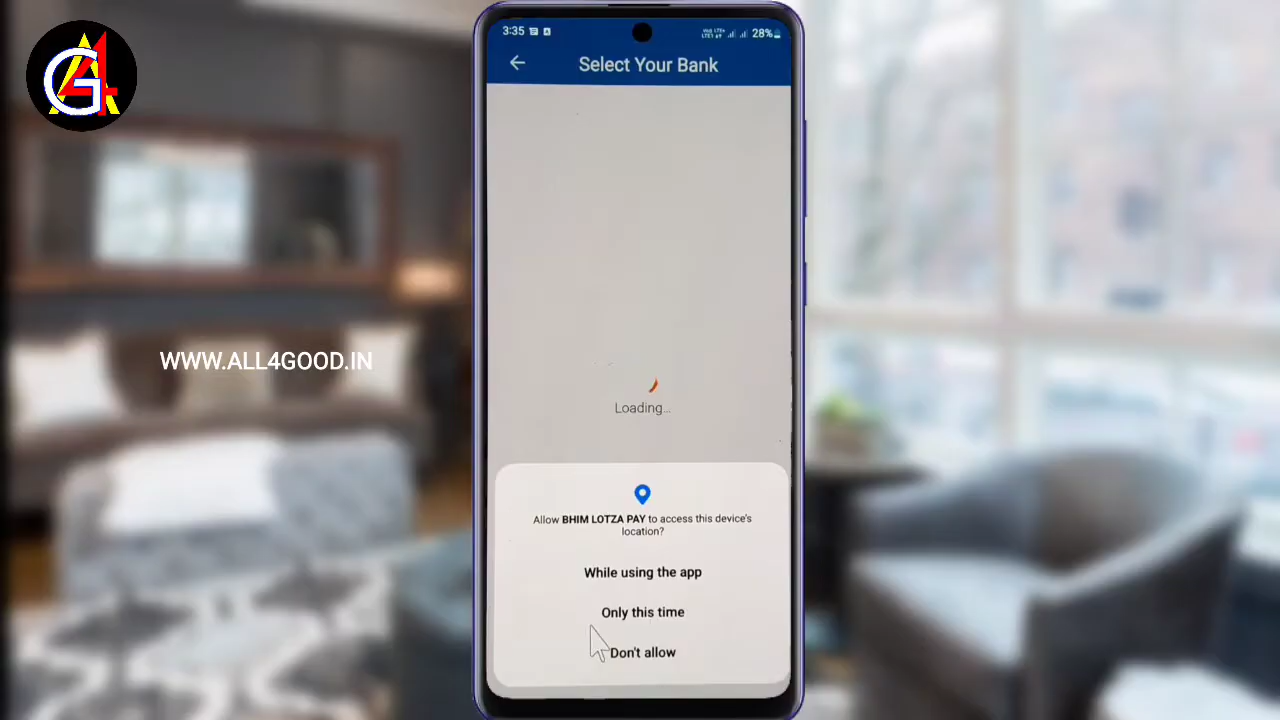 3:35
28%
Select Your Bank
G4
WWW.ALL4GOOD.IN
Loading...
Allow BHIM LOTZA PAY to access this device's
location?
While using the app
Only this time
Don't allow